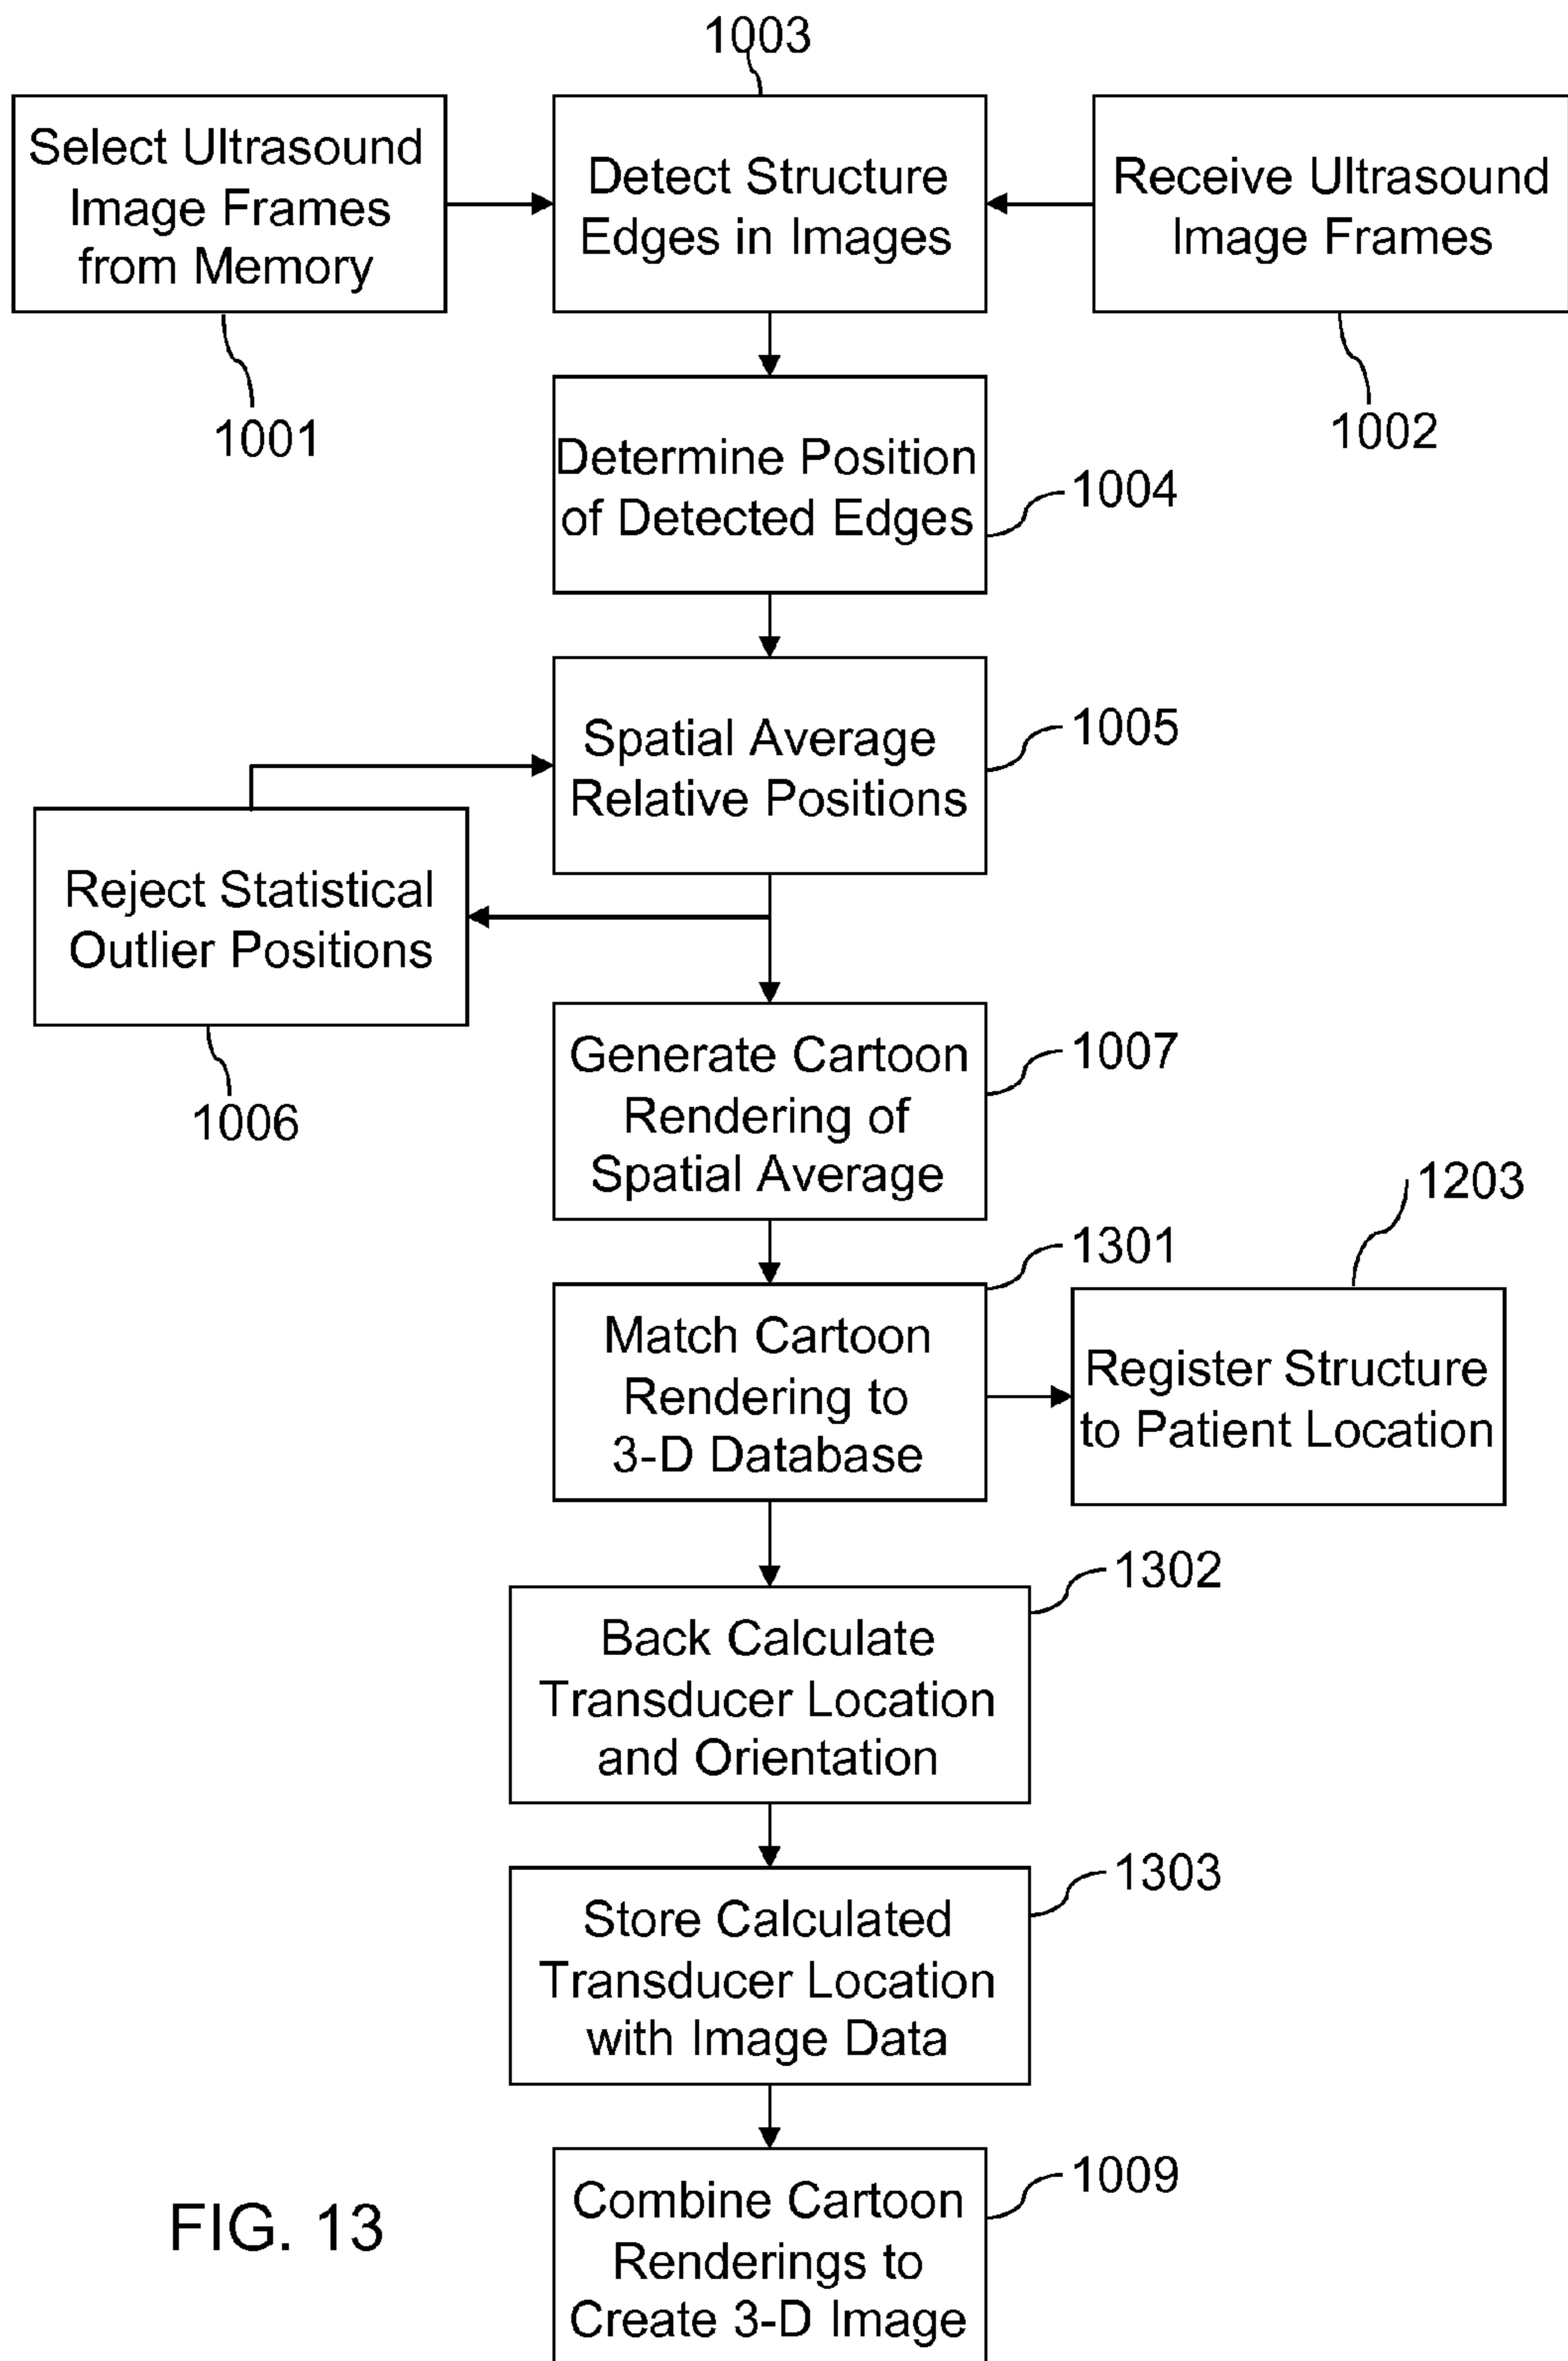 1003
Select Ultrasound
Image Frames
from Memory
Detect Structure
Edges in Images
Receive Ultrasound
Image Frames
1001
1002
Determine Position
of Detected Edges
1004
Spatial Average
Relative Positions
1005
Reject Statistical
Outlier Positions
1006
Generate Cartoon
Rendering of
Spatial Average
1007
1203
1301
Match Cartoon
Rendering to
3-D Database
Register Structure
to Patient Location
1302
Back Calculate
Transducer Location
and Orientation
1303
Store Calculated
Transducer Location
with Image Data
1009
Combine Cartoon
Renderings to
Create 3-D Image
FIG. 13